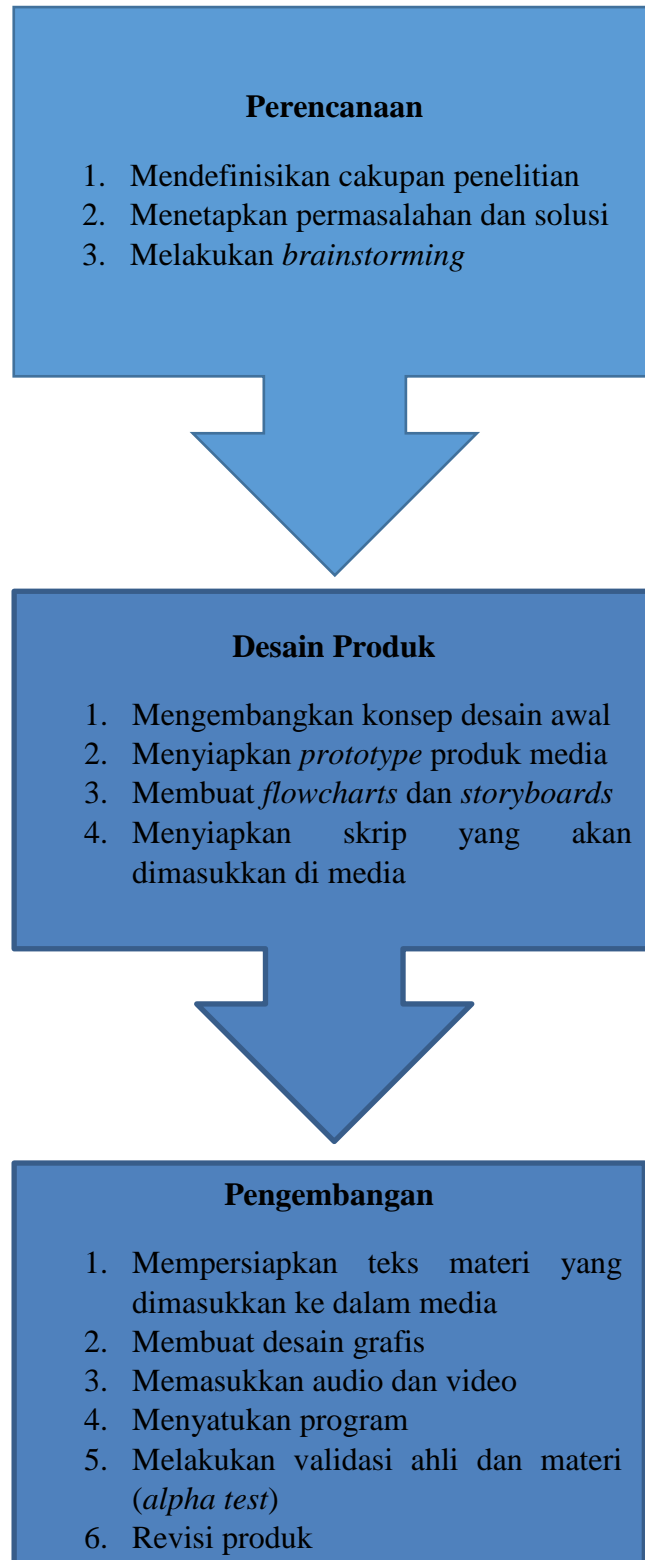 Perencanaan
1. Mendefinisikan cakupan penelitian
2. Menetapkan permasalahan dan solusi
3. Melakukan brainstorming
Desain Produk
1. Mengembangkan konsep desain awal
2. Menyiapkan prototype produk media
3. Membuat flowcharts dan storyboards
4. Menyiapkan skrip yang akan
dimasukkan di media
Pengembangan
1. Mempersiapkan teks materi yang
dimasukkan ke dalam media
2. Membuat desain grafis
3. Memasukkan audio dan video
4. Menyatukan program
5. Melakukan validasi ahli dan materi
(alpha test)
6. Revisi produk